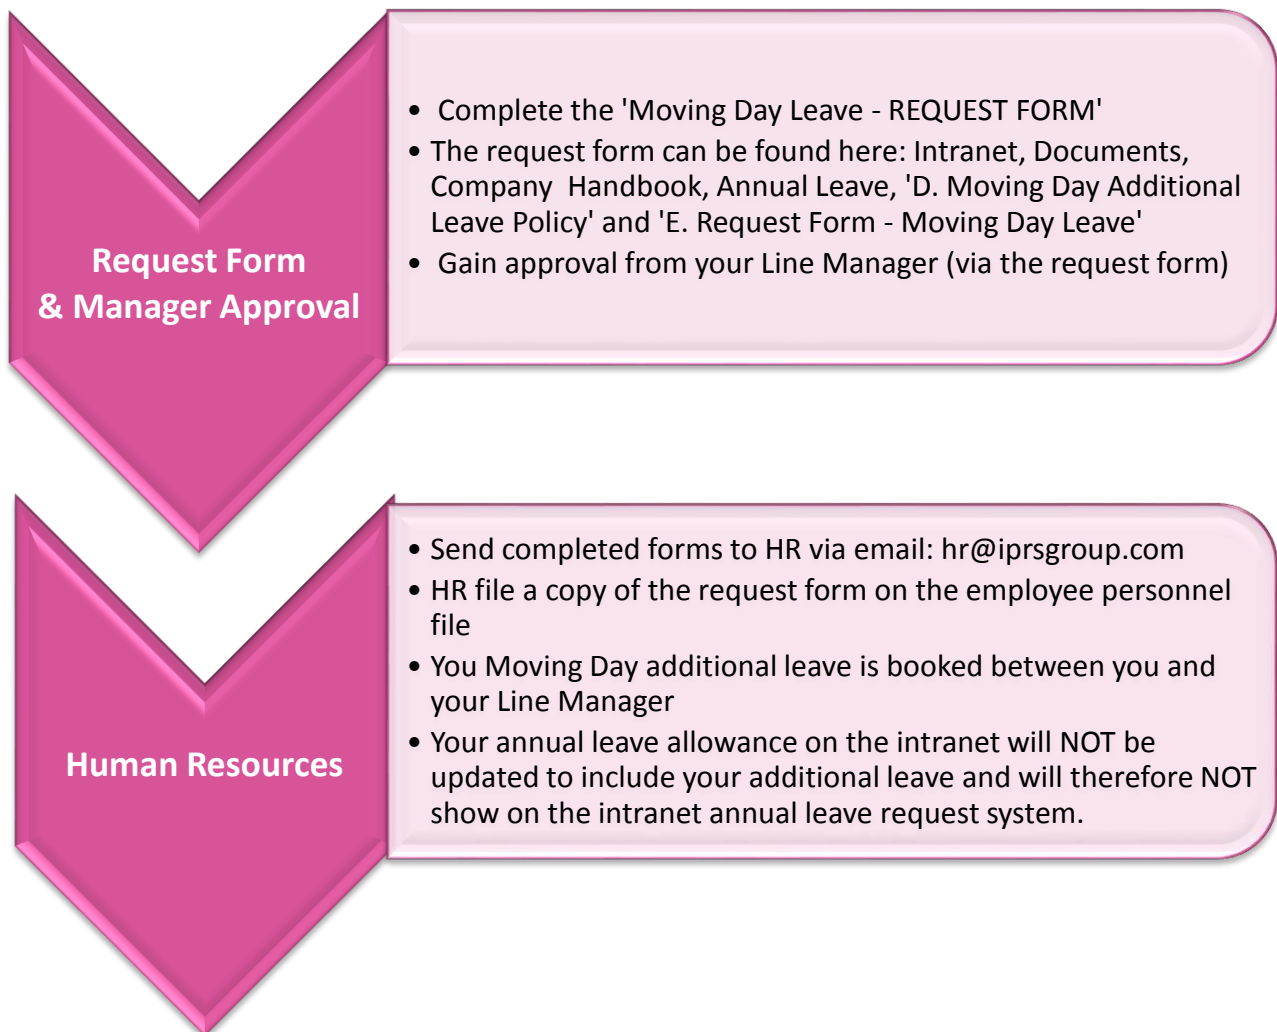 Request Form
& Manager Approval
• Complete the 'Moving Day Leave - REQUEST FORM'
• The request form can be found here: Intranet, Documents,
Company Handbook, Annual Leave, 'D. Moving Day Additional
Leave Policy' and 'E. Request Form - Moving Day Leave'
• Gain approval from your Line Manager (via the request form)
Human Resources
• Send completed forms to HR via email: hr@iprsgroup.com
• HR file a copy of the request form on the employee personnel
file
• You Moving Day additional leave is booked between you and
your Line Manager
• Your annual leave allowance on the intranet will NOT be
updated to include your additional leave and will therefore NOT
show on the intranet annual leave request system.